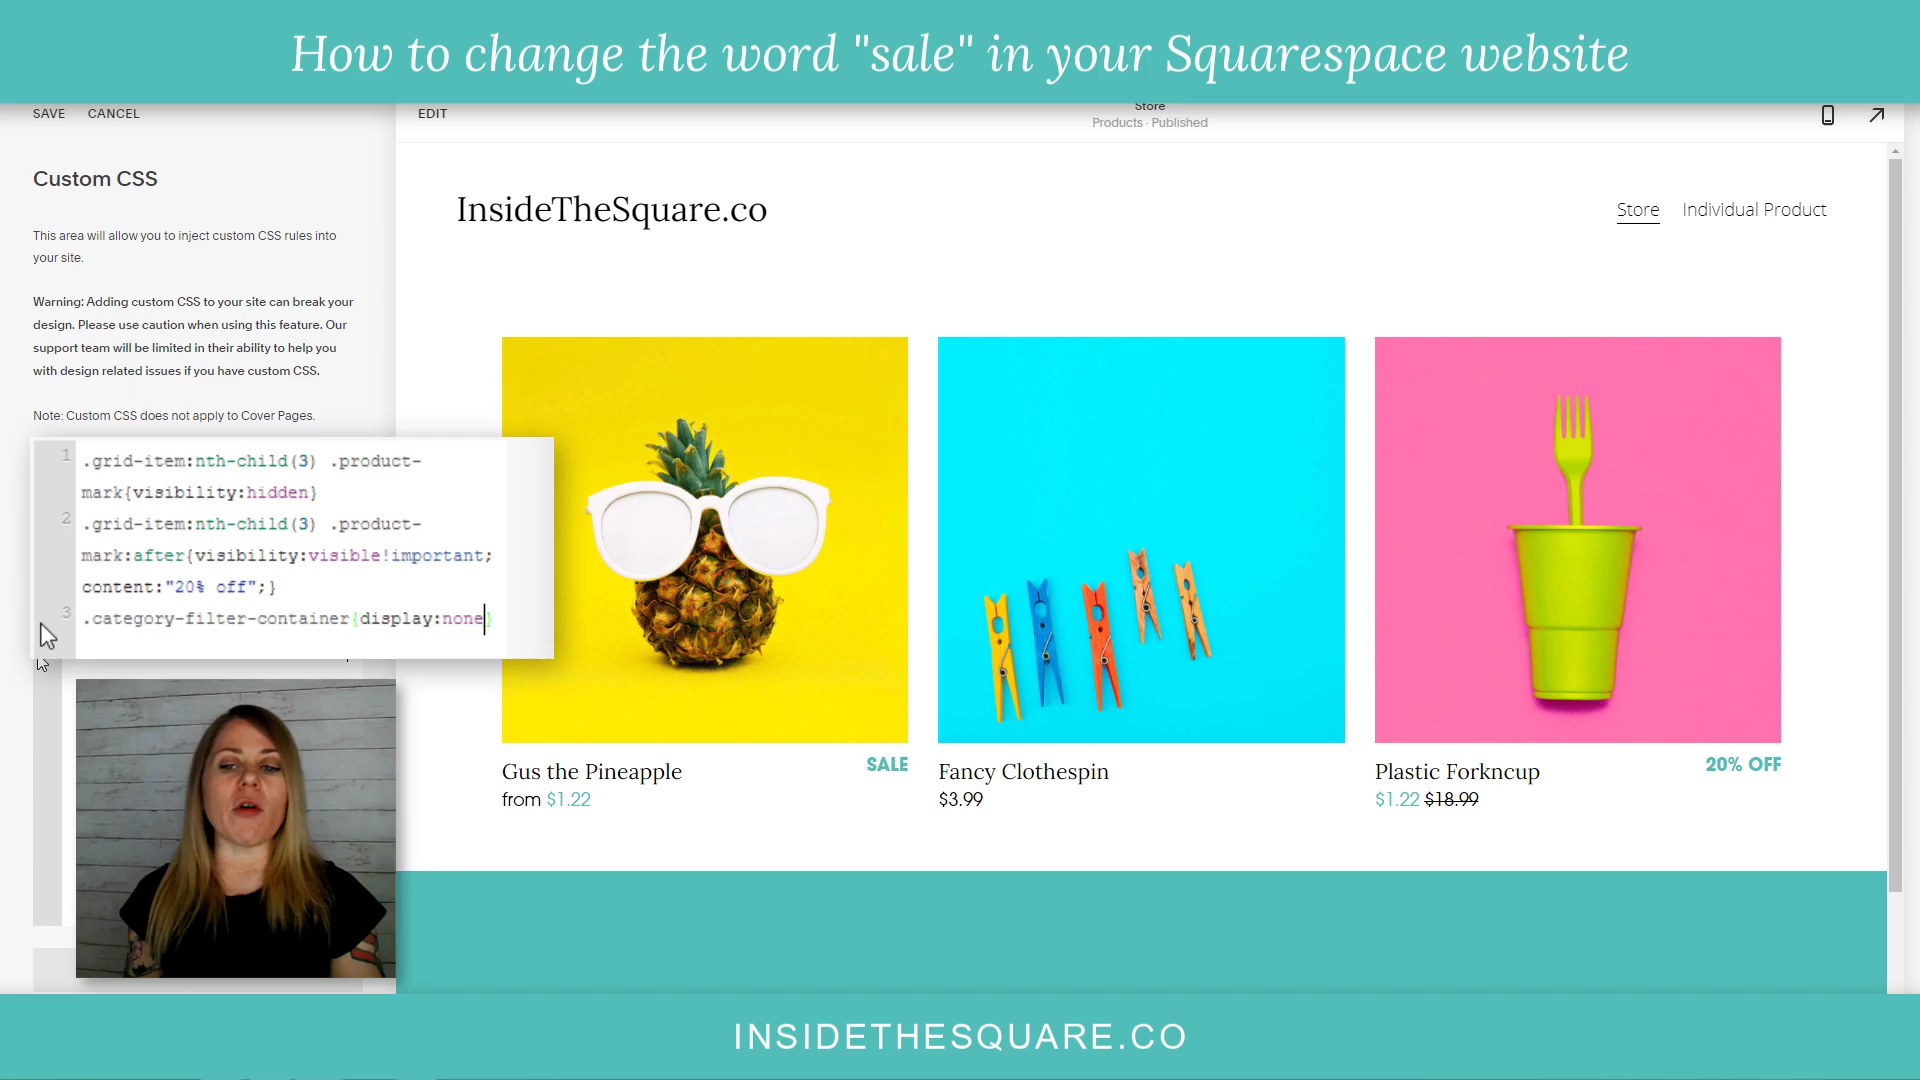 How to change the word "sale" in your Squarespace website
SAVE CANCEL
EDIT
Store
Products · Published
Custom CSS
This area will allow you to inject custom CSS rules into
your site.
Warning: Adding custom CSS to your site can break your
design. Please use caution when using this feature. Our
support team will be limited in their ability to help you
with design related issues if you have custom CSS.
Note: Custom CSS does not apply to Cover Pages.
1 .grid-item:nth-child(3) .product-
mark{visibility:hidden}
2 .grid-item:nth-child(3) .product-
mark:after{visibility:visible!important;
content:"20% off";}
3 .category-filter-container{display:none}
InsideTheSquare.co
Store Individual Product
Gus the Pineapple SALE
from $1.22
Fancy Clothespin
$3.99
Plastic Forkncup 20% OFF
$1.22 $18.99
INSIDETHESQUARE.CO